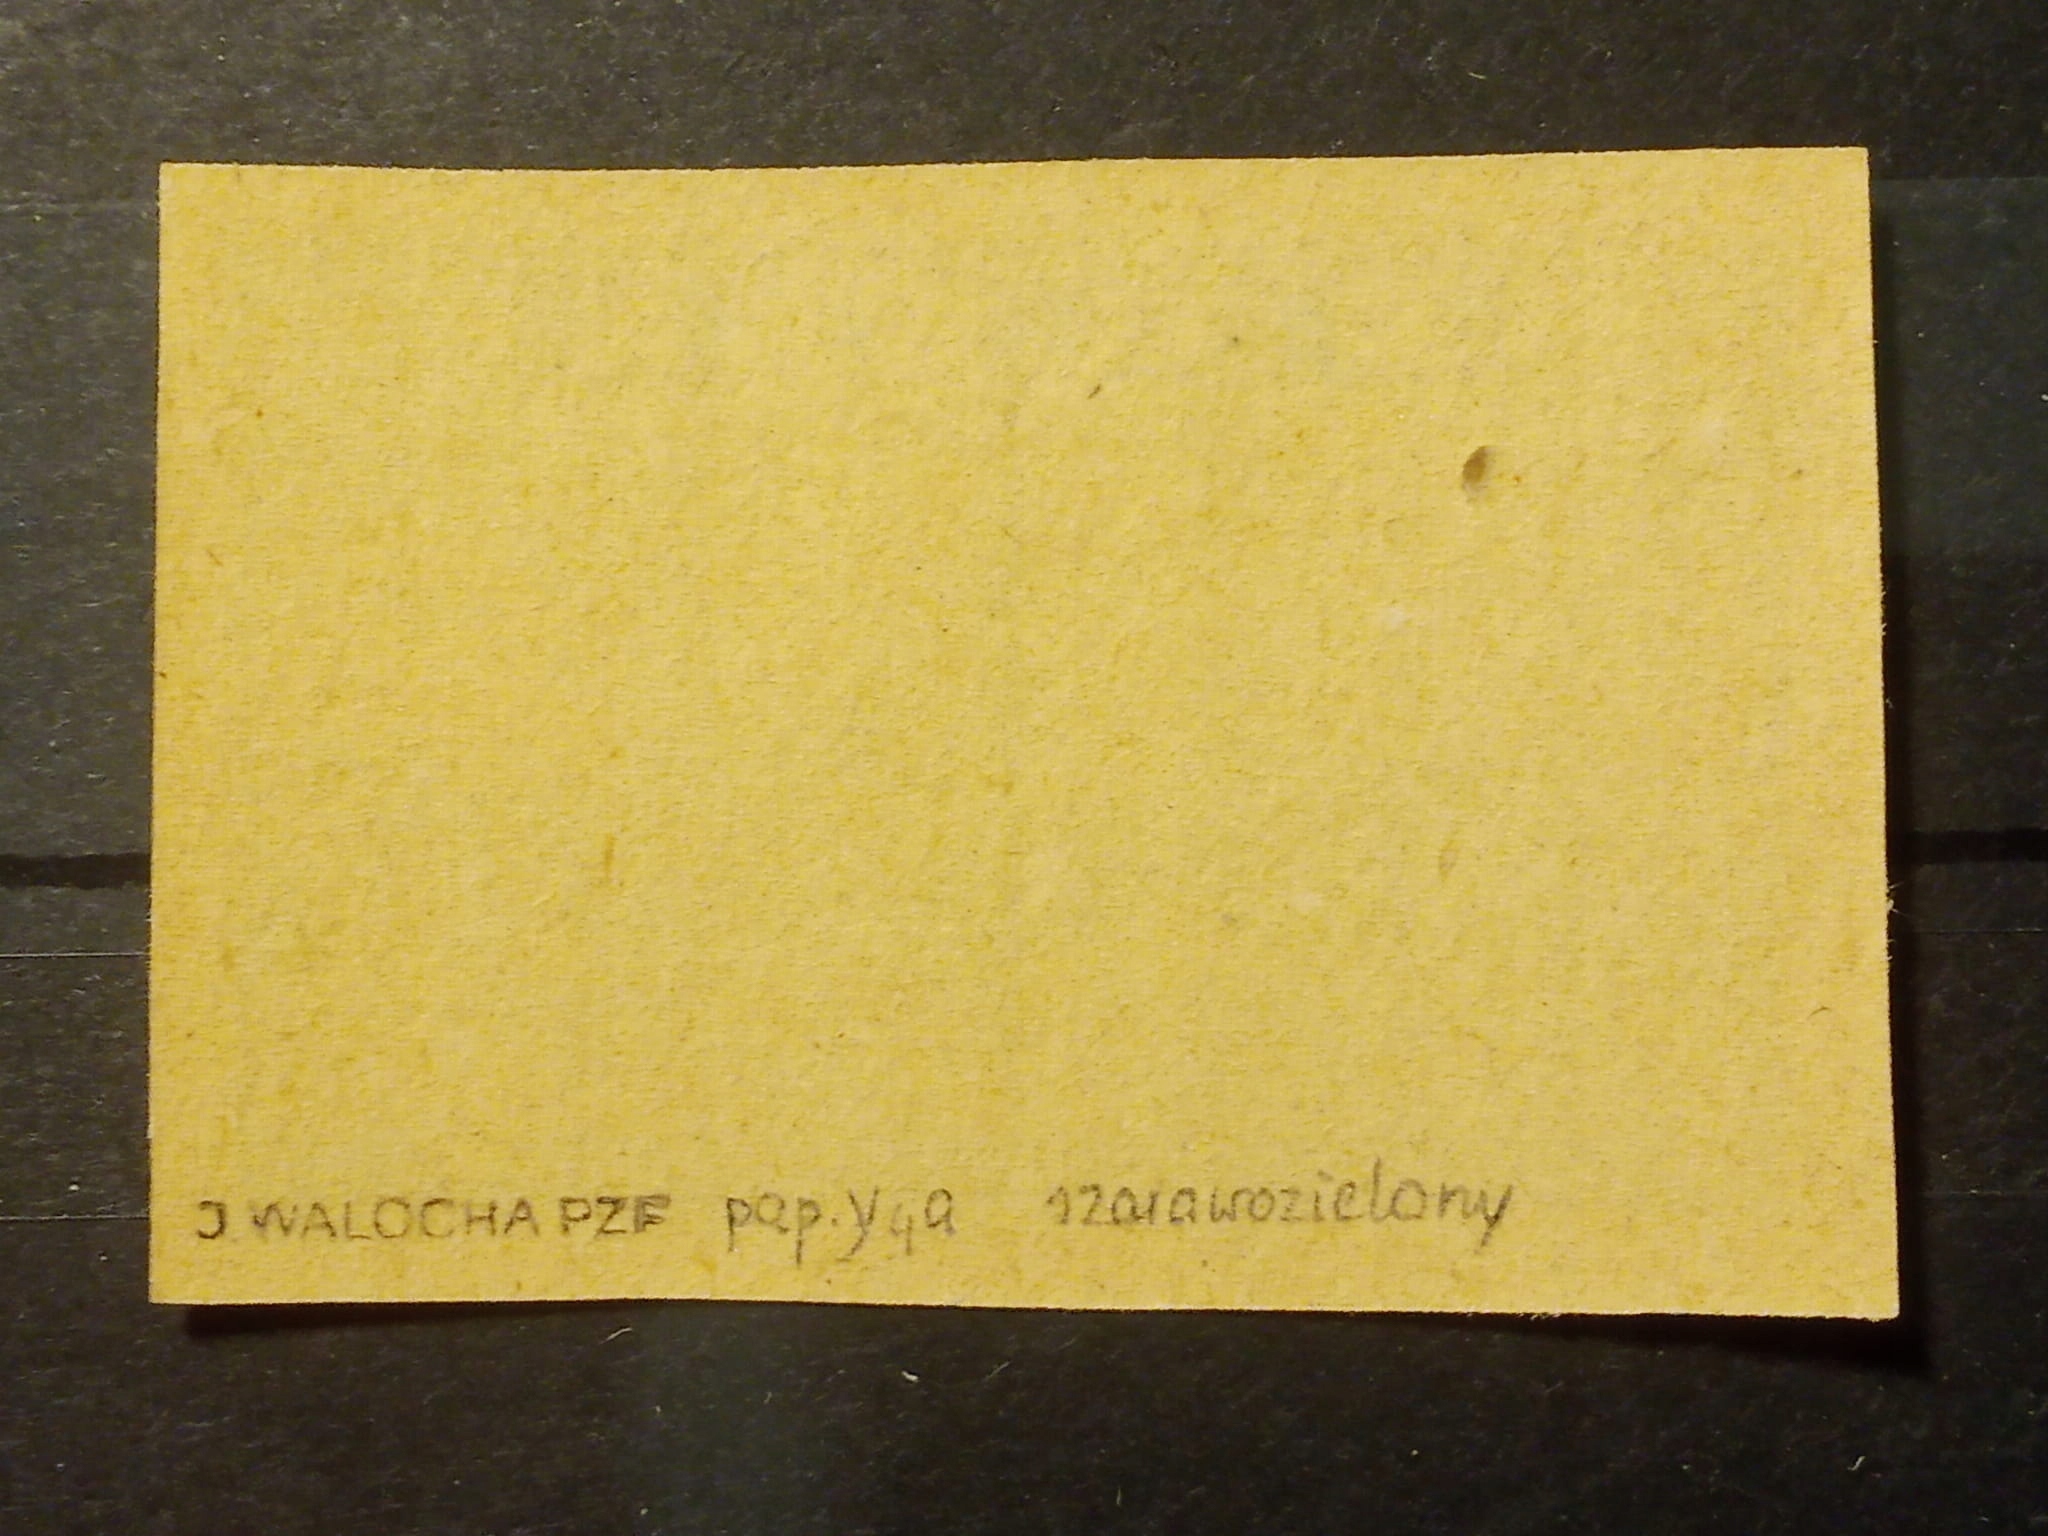 J. WALOCHA PZF pap. y4a szarawozielony